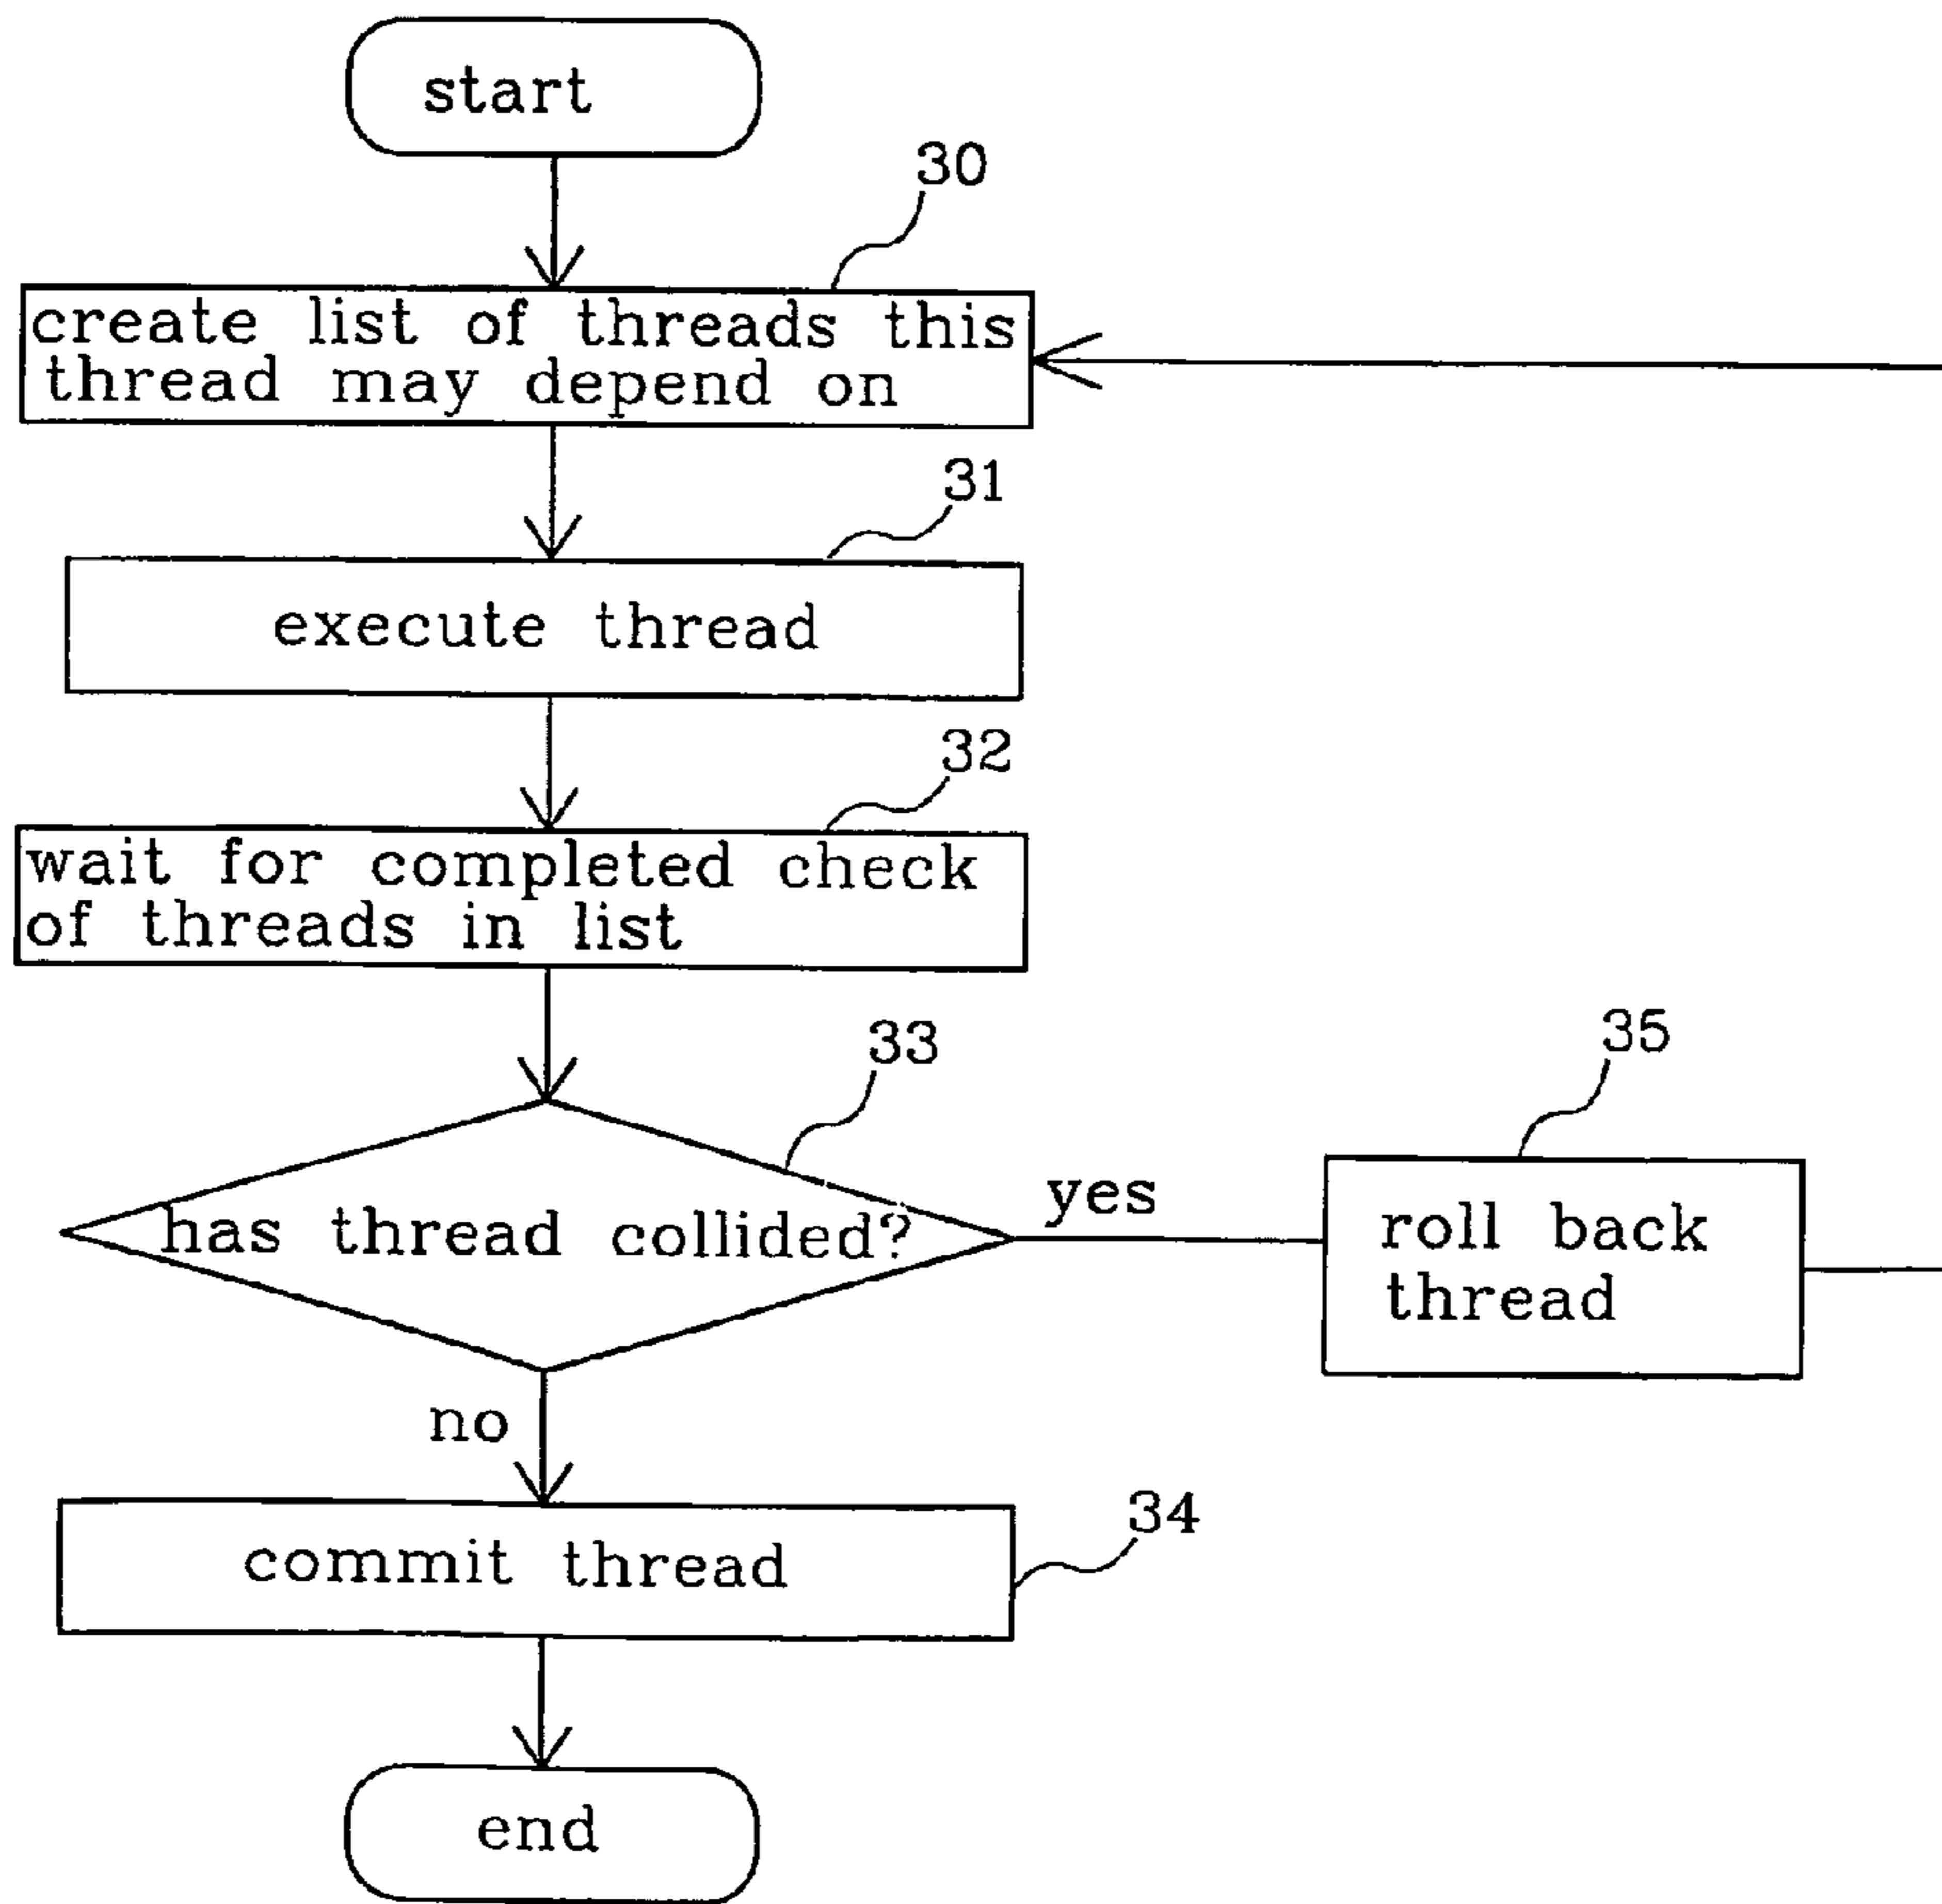 start
30
create list of threads this
thread may depend on
31
execute thread
32
wait for completed check
of threads in list
33
has thread collided?
yes
35
roll back
thread
no
34
commit thread
end